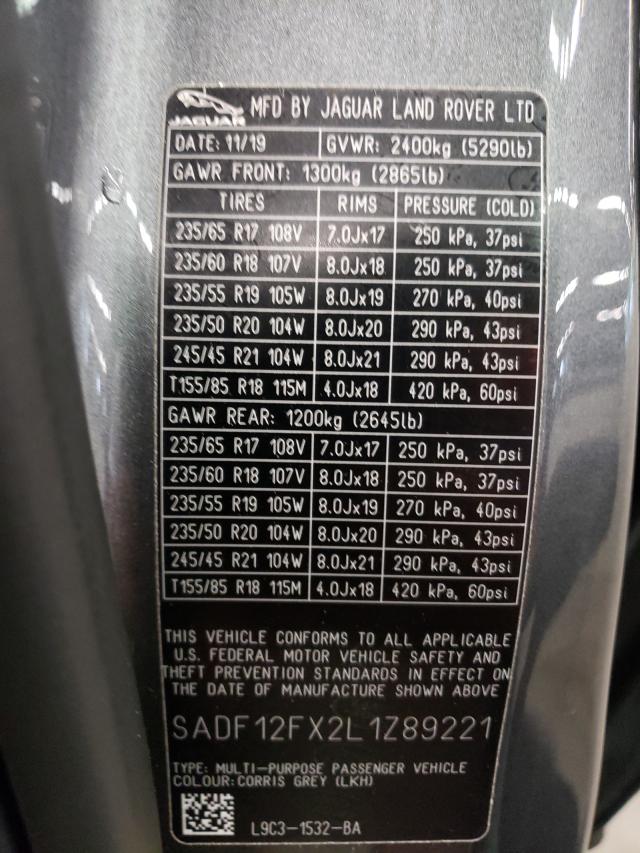 JAGUAR MFD BY JAGUAR LAND ROVER LTD
DATE: 11/19 GVWR: 2400kg (5290lb)
GAWR FRONT: 1300kg (2865lb)
TIRES RIMS PRESSURE (COLD)
235/65 R17 108V 7.0Jx17 250 kPa, 37psi
235/60 R18 107V 8.0Jx18 250 kPa, 37psi
235/55 R19 105W 8.0Jx19 270 kPa, 40psi
235/50 R20 104W 8.0Jx20 290 kPa, 43psi
245/45 R21 104W 8.0Jx21 290 kPa, 43psi
T155/85 R18 115M 4.0Jx18 420 kPa, 60psi
GAWR REAR: 1200kg (2645lb)
235/65 R17 108V 7.0Jx17 250 kPa, 37psi
235/60 R18 107V 8.0Jx18 250 kPa, 37psi
235/55 R19 105W 8.0Jx19 270 kPa, 40psi
235/50 R20 104W 8.0Jx20 290 kPa, 43psi
245/45 R21 104W 8.0Jx21 290 kPa, 43psi
T155/85 R18 115M 4.0Jx18 420 kPa, 60psi
THIS VEHICLE CONFORMS TO ALL APPLICABLE
U.S. FEDERAL MOTOR VEHICLE SAFETY AND
THEFT PREVENTION STANDARDS IN EFFECT ON
THE DATE OF MANUFACTURE SHOWN ABOVE
SADF12FX2L1Z89221
TYPE: MULTI-PURPOSE PASSENGER VEHICLE
COLOUR:CORRIS GREY (LKH)
L9C3-1532-BA